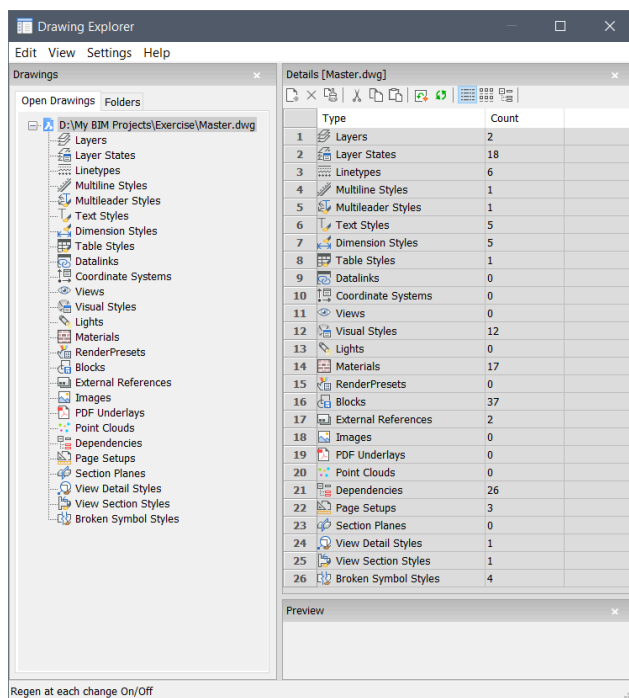 Drawing Explorer
Edit View Settings Help
Drawings
Open Drawings Folders
D:\My BIM Projects\Exercise\Master.dwg
Layers
Layer States
Linetypes
Multiline Styles
Multileader Styles
Text Styles
Dimension Styles
Table Styles
Datalinks
Coordinate Systems
Views
Visual Styles
Lights
Materials
RenderPresets
Blocks
External References
Images
PDF Underlays
Point Clouds
Dependencies
Page Setups
Section Planes
View Detail Styles
View Section Styles
Broken Symbol Styles
Details [Master.dwg]
Type Count
1 Layers 2
2 Layer States 18
3 Linetypes 6
4 Multiline Styles 1
5 Multileader Styles 1
6 Text Styles 5
7 Dimension Styles 5
8 Table Styles 1
9 Datalinks 0
10 Coordinate Systems 0
11 Views 0
12 Visual Styles 12
13 Lights 0
14 Materials 17
15 RenderPresets 0
16 Blocks 37
17 External References 2
18 Images 0
19 PDF Underlays 0
20 Point Clouds 0
21 Dependencies 26
22 Page Setups 3
23 Section Planes 0
24 View Detail Styles 1
25 View Section Styles 1
26 Broken Symbol Styles 4
Preview
Regen at each change On/Off